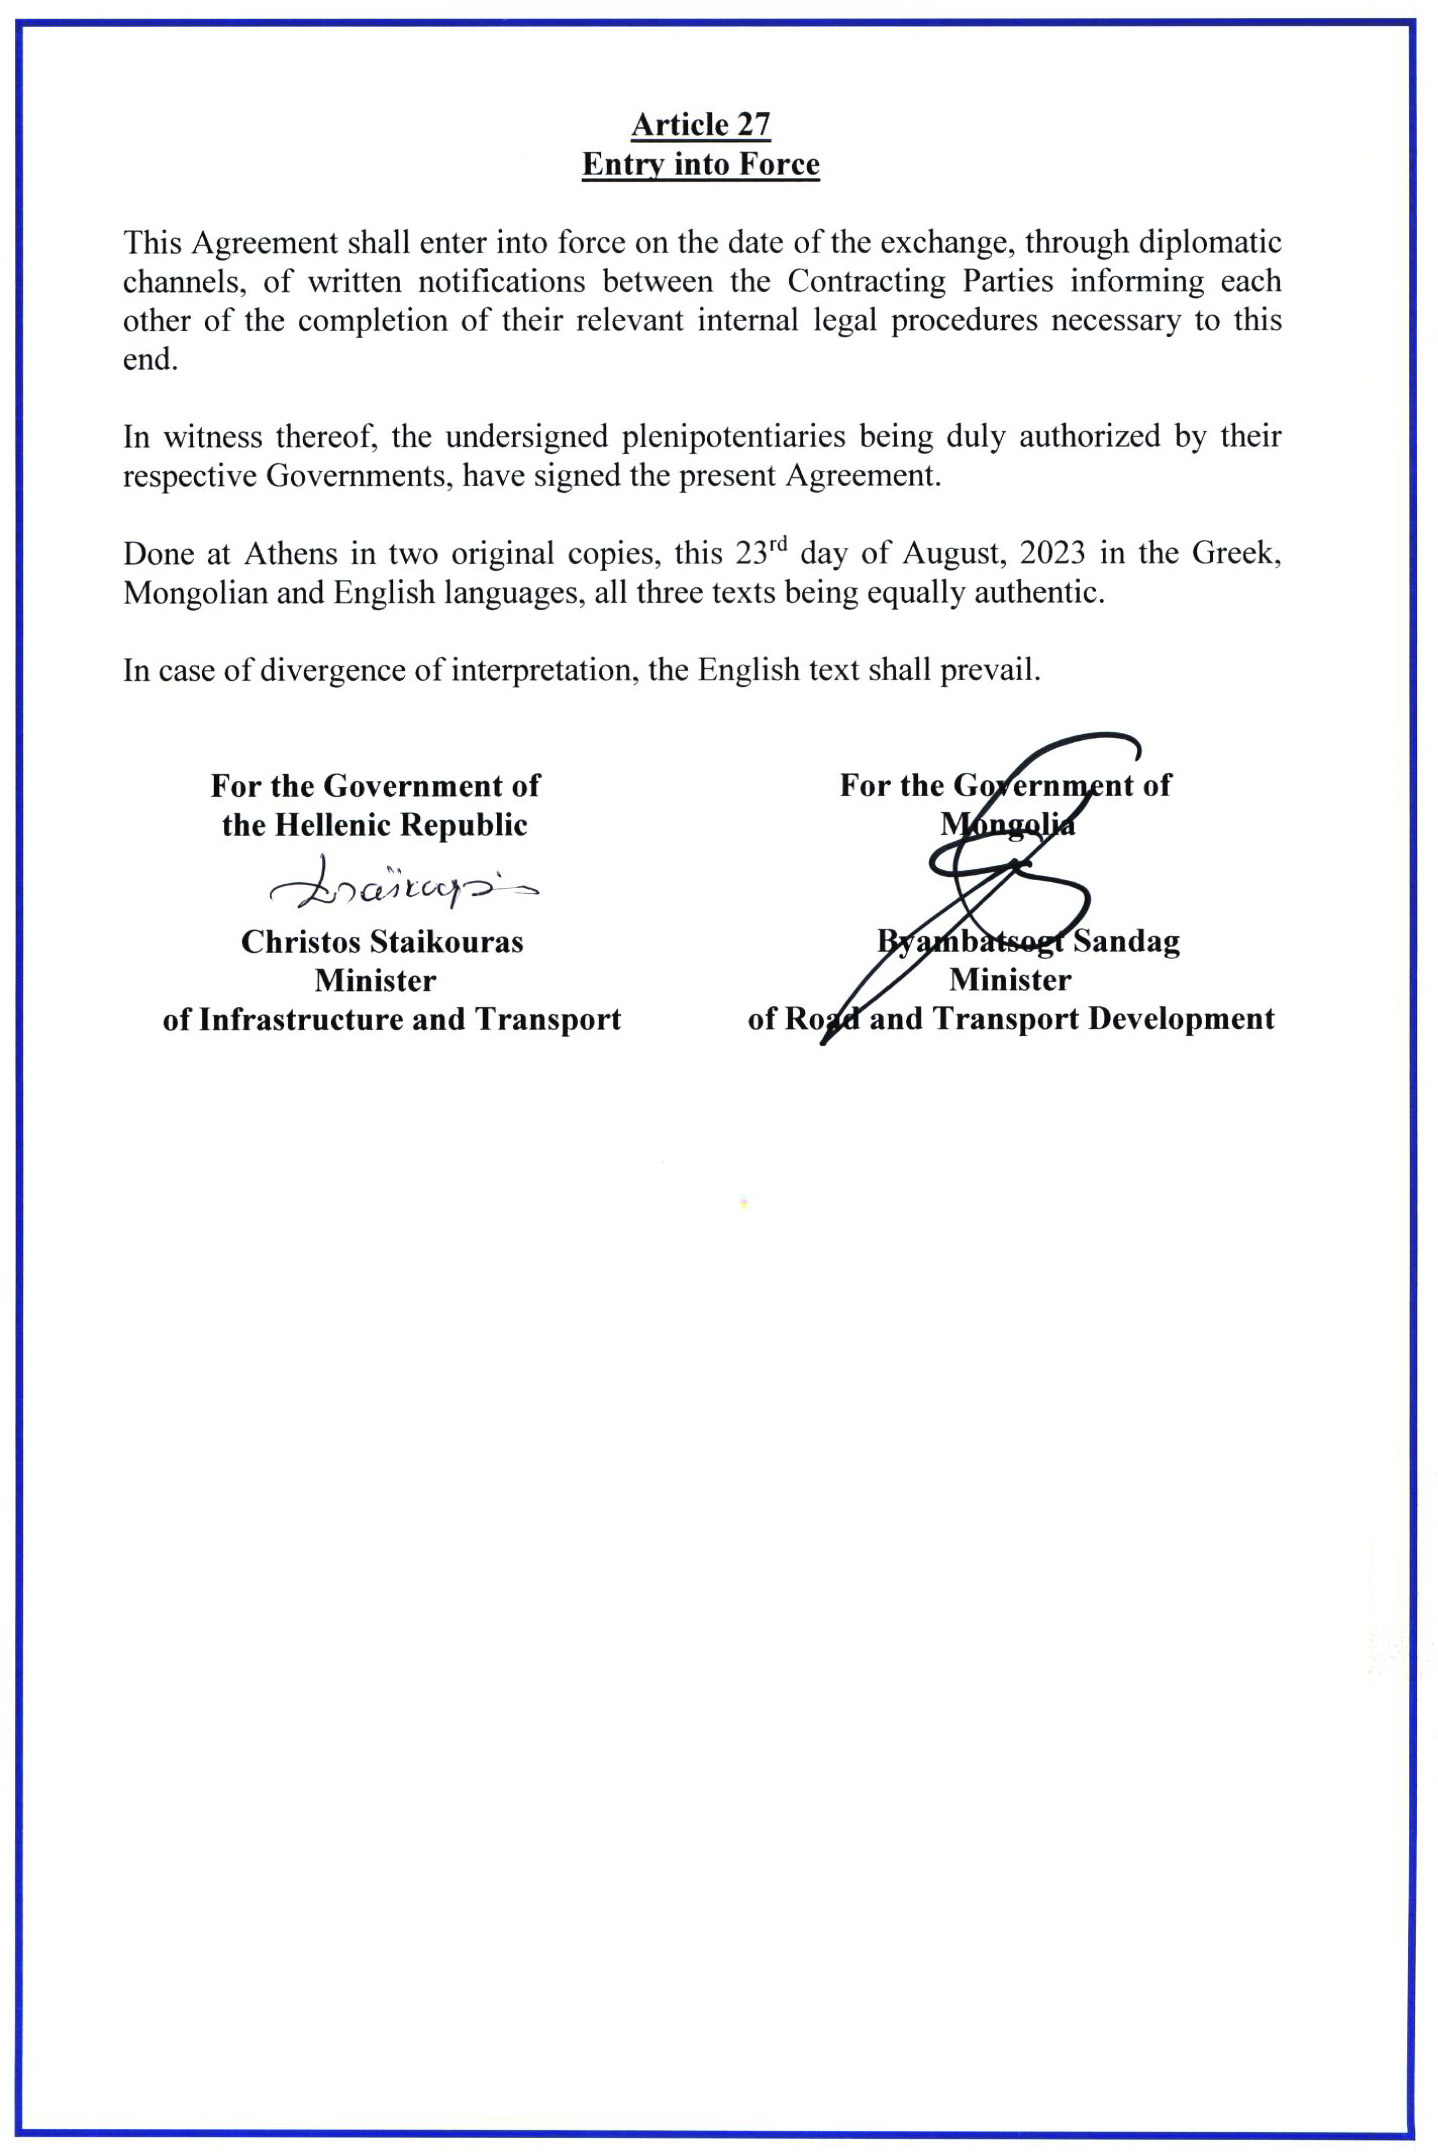 Article 27
Entry into Force
This Agreement shall enter into force on the date of the exchange, through diplomatic
channels, of written notifications between the Contracting Parties informing each
other of the completion of their relevant internal legal procedures necessary to this
end.
In witness thereof, the undersigned plenipotentiaries being duly authorized by their
respective Governments, have signed the present Agreement.
Done at Athens in two original copies, this 23rd day of August, 2023 in the Greek,
Mongolian and English languages, all three texts being equally authentic.
In case of divergence of interpretation, the English text shall prevail.
For the Government of
the Hellenic Republic
Christos Staikouras
Minister
of Infrastructure and Transport
For the Government of
Mongolia
Byambatsogt Sandag
Minister
of Road and Transport Development